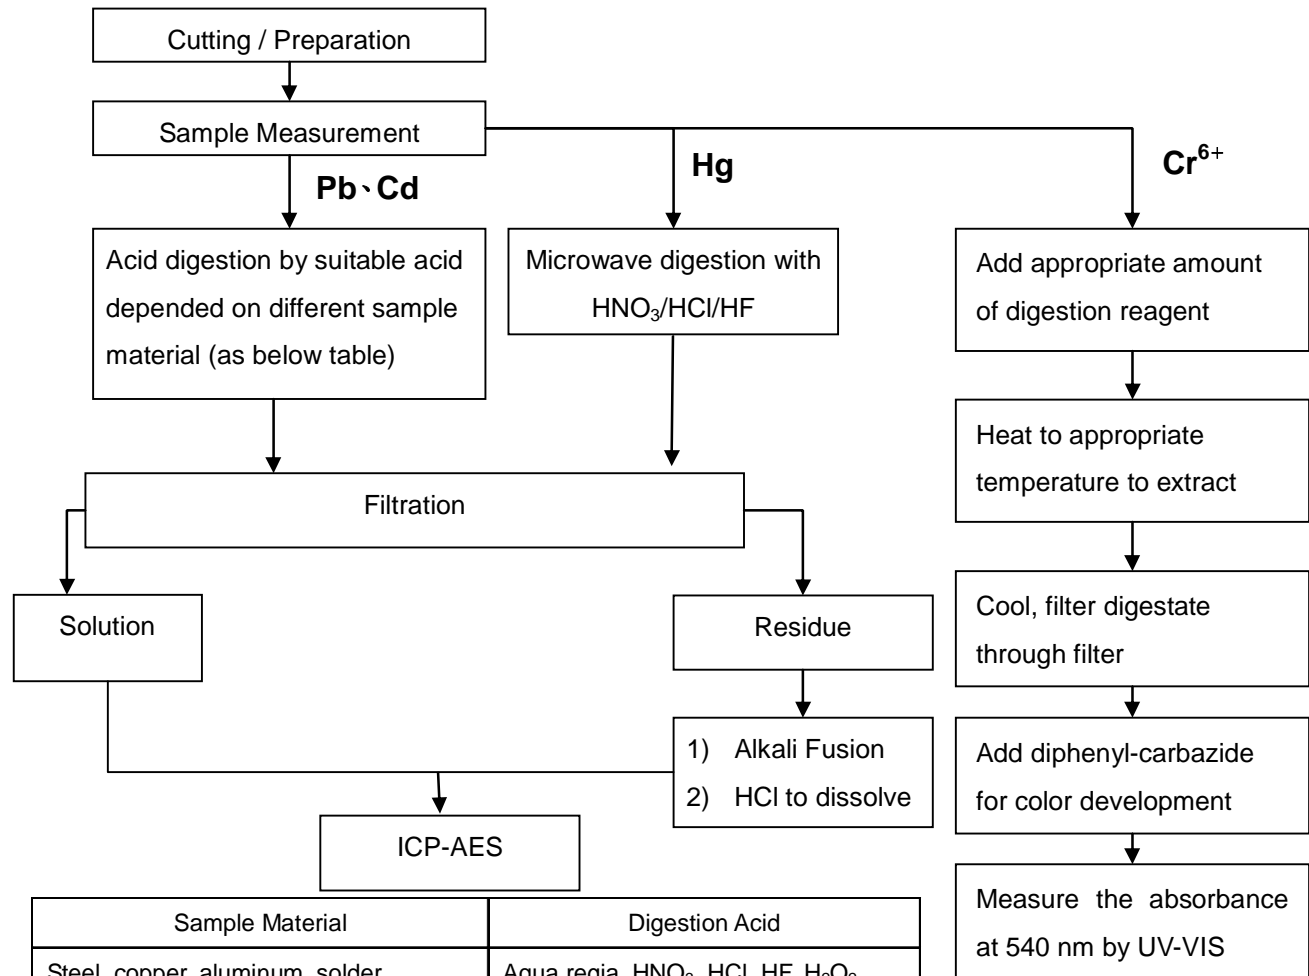 Cutting / Preparation
Sample Measurement
Pb、Cd
Hg
Cr⁶⁺
Acid digestion by suitable acid
depended on different sample
material (as below table)
Microwave digestion with
HNO₃/HCl/HF
Add appropriate amount
of digestion reagent
Heat to appropriate
temperature to extract
Filtration
Cool, filter digestate
through filter
Solution
Residue
1) Alkali Fusion
2) HCl to dissolve
Add diphenyl-carbazide
for color development
ICP-AES
Measure the absorbance
at 540 nm by UV-VIS
Sample Material
Digestion Acid
Steel, copper, aluminum, solder
Aqua regia, HNO₃, HCl, HF, H₂O₂